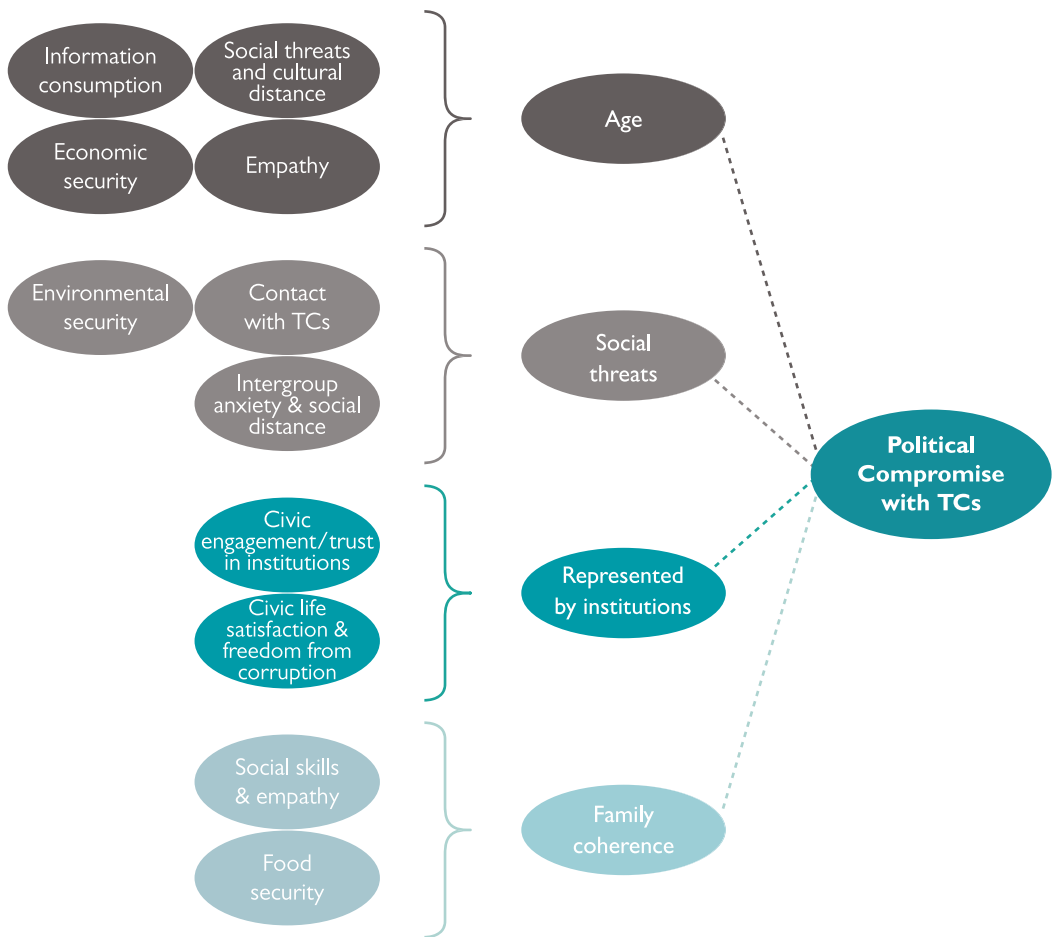 Information
consumption
Social threats
and cultural
distance
Economic
security
Empathy
Age
Environmental
security
Contact
with TCs
Intergroup
anxiety & social
distance
Social
threats
Political
Compromise
with TCs
Civic
engagement/trust
in institutions
Civic life
satisfaction &
freedom from
corruption
Represented
by institutions
Social skills
& empathy
Food
security
Family
coherence